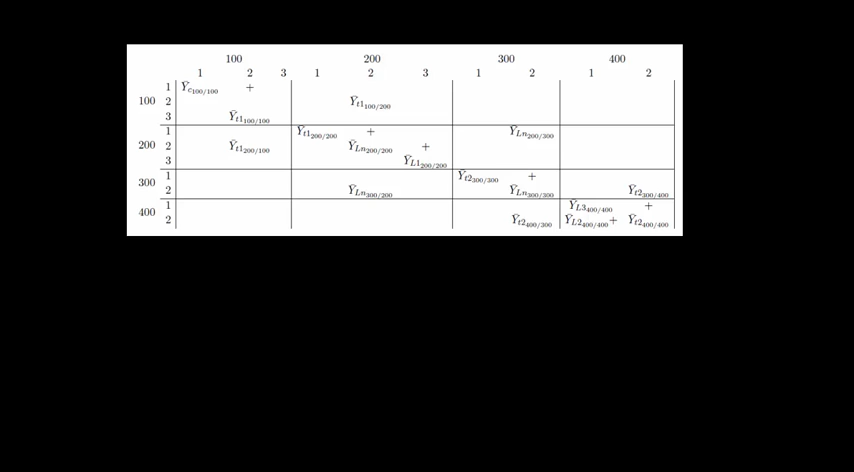 100 200 300 400
1 2 3 1 2 3 1 2 1 2
1 Ȳc100/100 +
100 2 Ȳt1100/200
3 Ȳt1100/100
1 Ȳt1200/200 + ȲLn200/300
200 2 Ȳt1200/100 ȲLn200/200 +
3 ȲL1200/200
1 Ȳt2300/300 +
300 2 ȲLn300/200 ȲLn300/300 Ȳt2300/400
1 ȲL3400/400 +
400 2 Ȳt2400/300 ȲL2400/400 + Ȳt2400/400